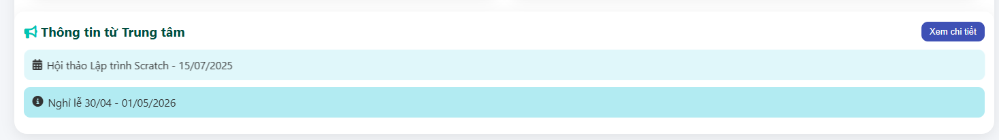 Thông tin từ Trung tâm
Xem chi tiết
Hội thảo Lập trình Scratch - 15/07/2025
Nghỉ lễ 30/04 - 01/05/2026